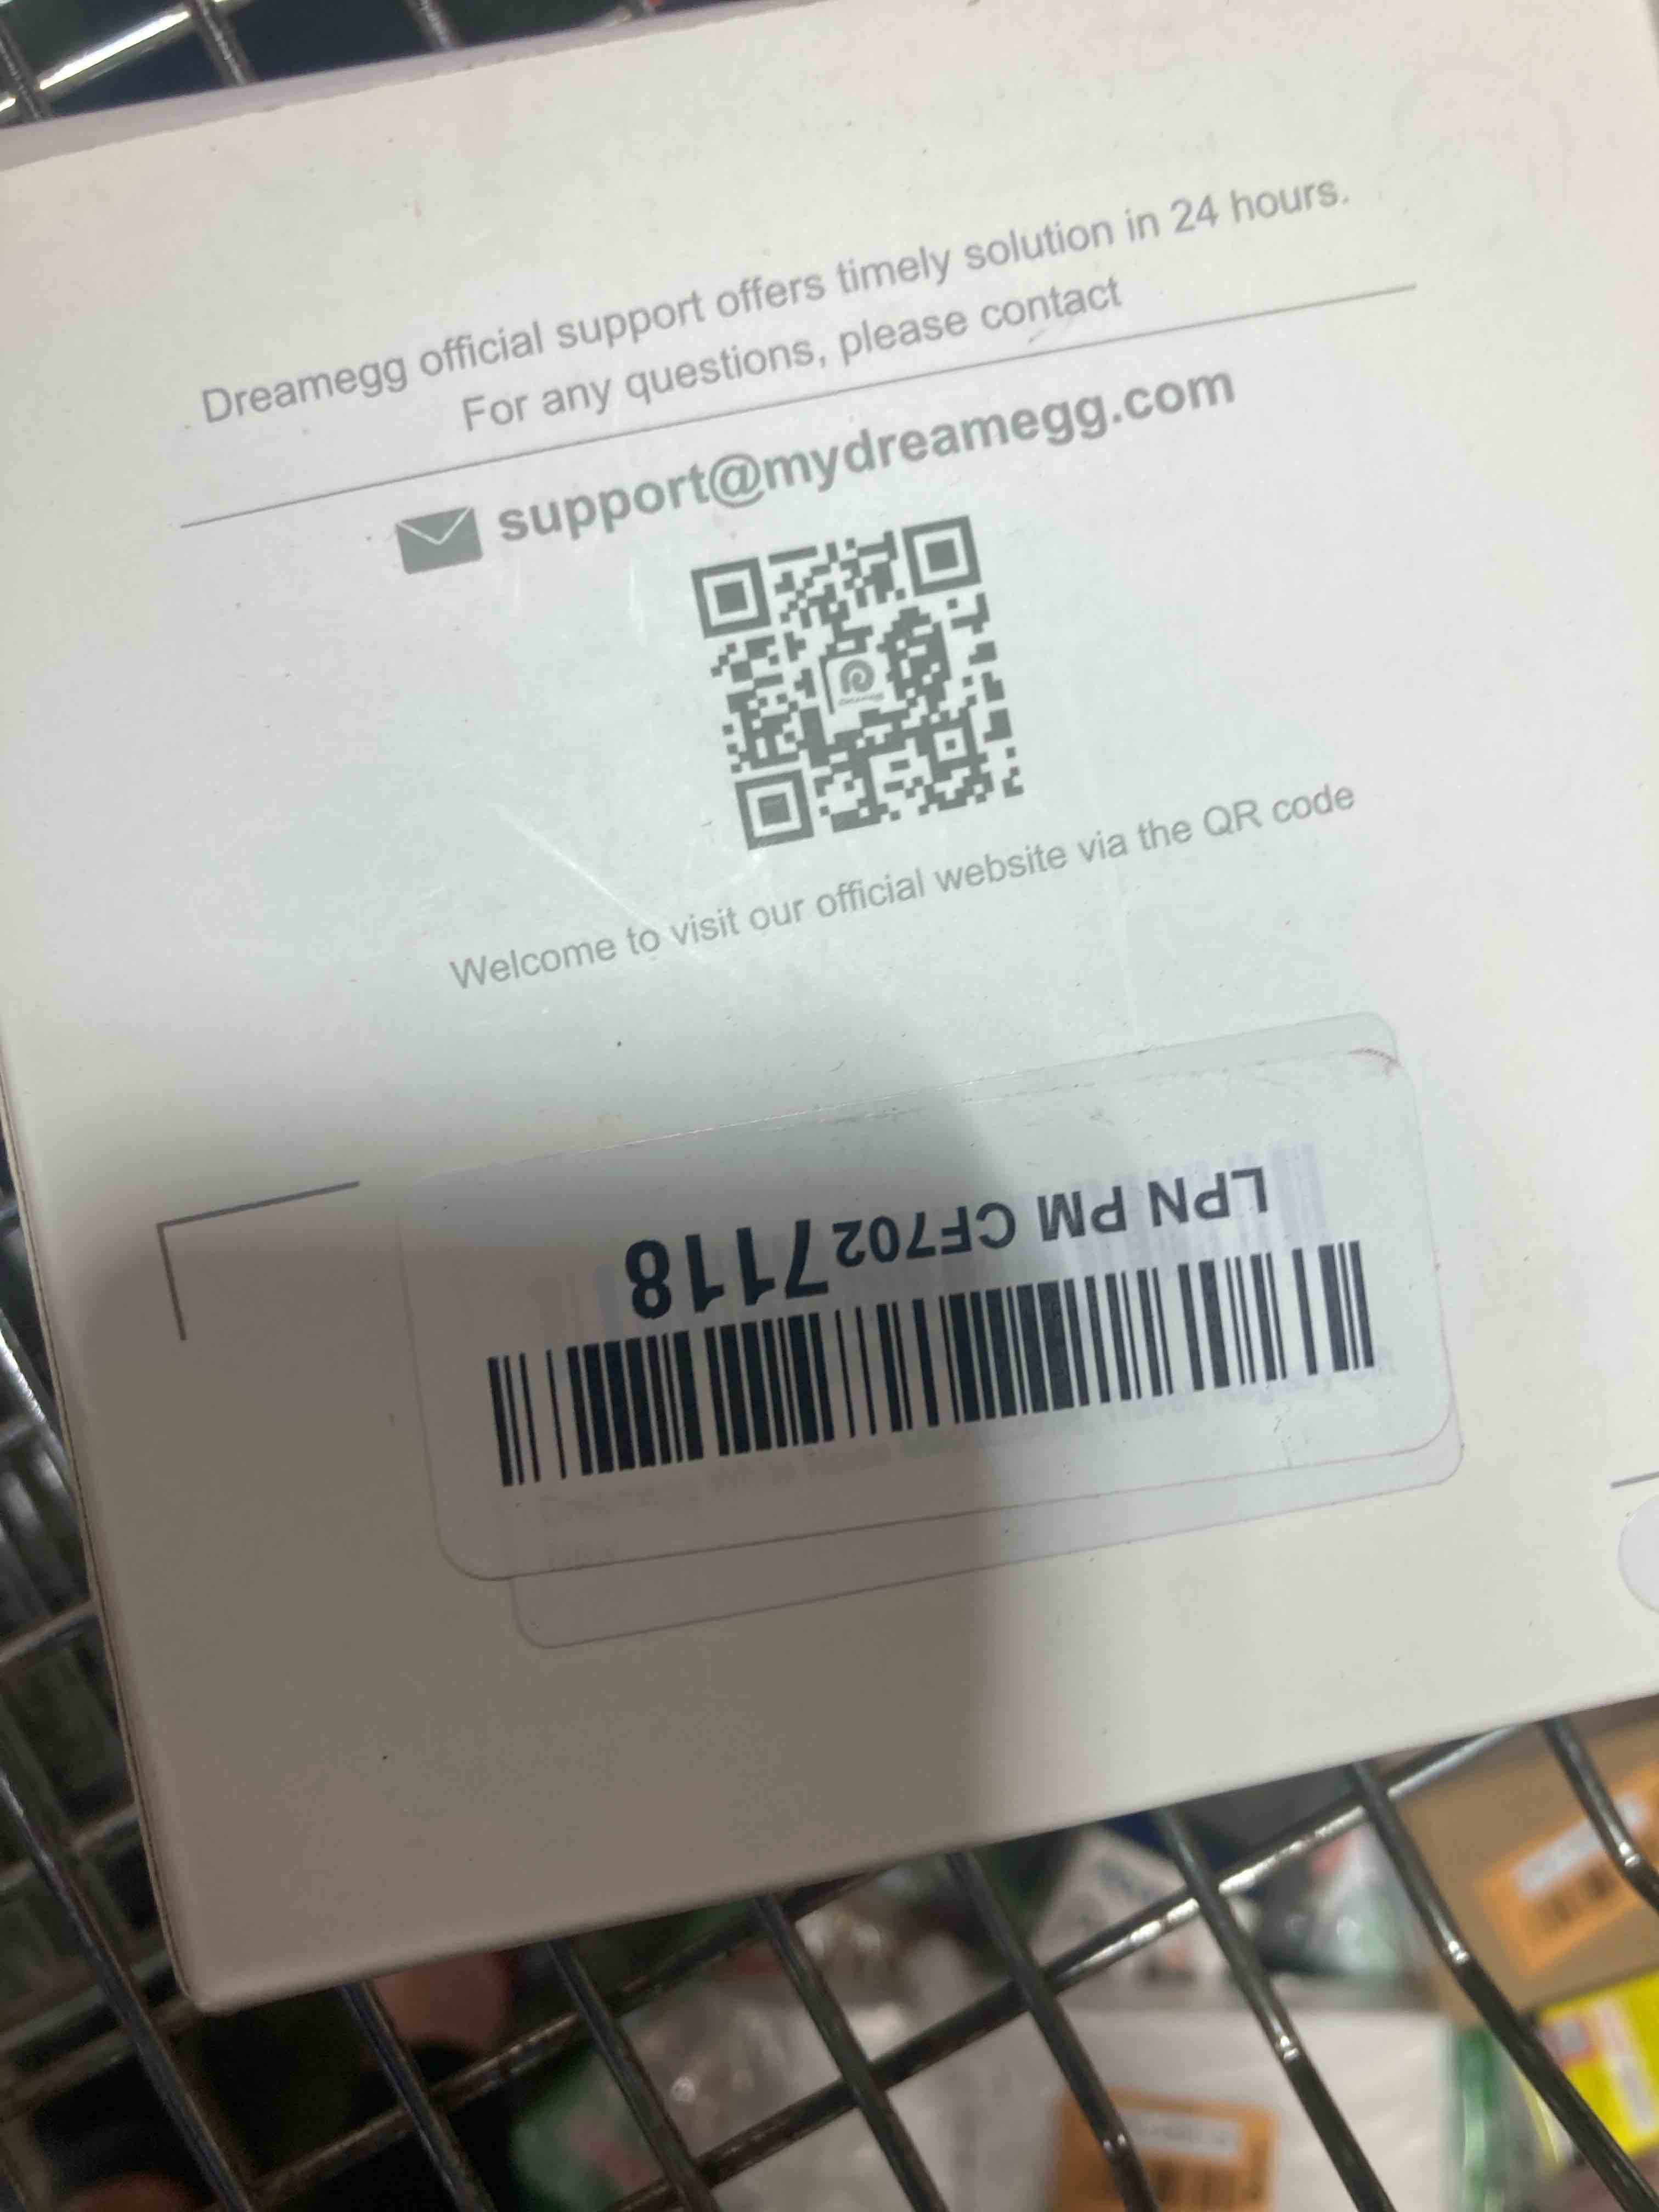 Dreamegg official support offers timely solution in 24 hours.
For any questions, please contact
support@mydreamegg.com
Welcome to visit our official website via the QR code
LPN PM CF7027118